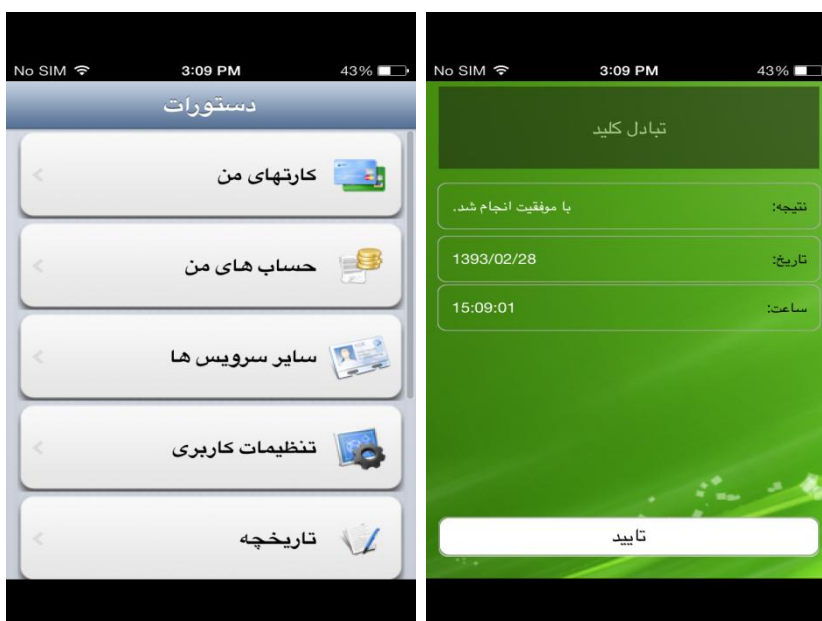 No SIM 3:09 PM 43%
دستورات
کارتهای من
حساب های من
سایر سرویس ها
تنظیمات کاربری
تاریخچه
No SIM 3:09 PM 43%
تبادل کلید
نتیجه: با موفقیت انجام شد.
تاریخ: 1393/02/28
ساعت: 15:09:01
تایید